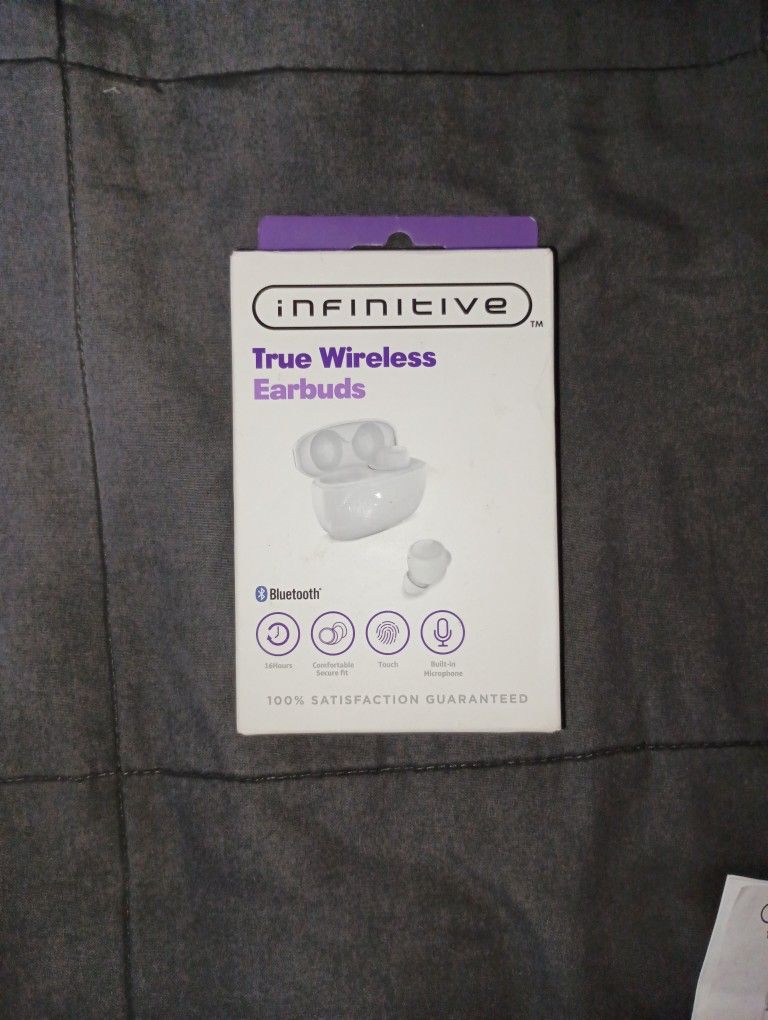 infinitive
TM
True Wireless
Earbuds
Bluetooth
16Hours
Comfortable
Secure fit
Touch
Built-in
Microphone
100% SATISFACTION GUARANTEED